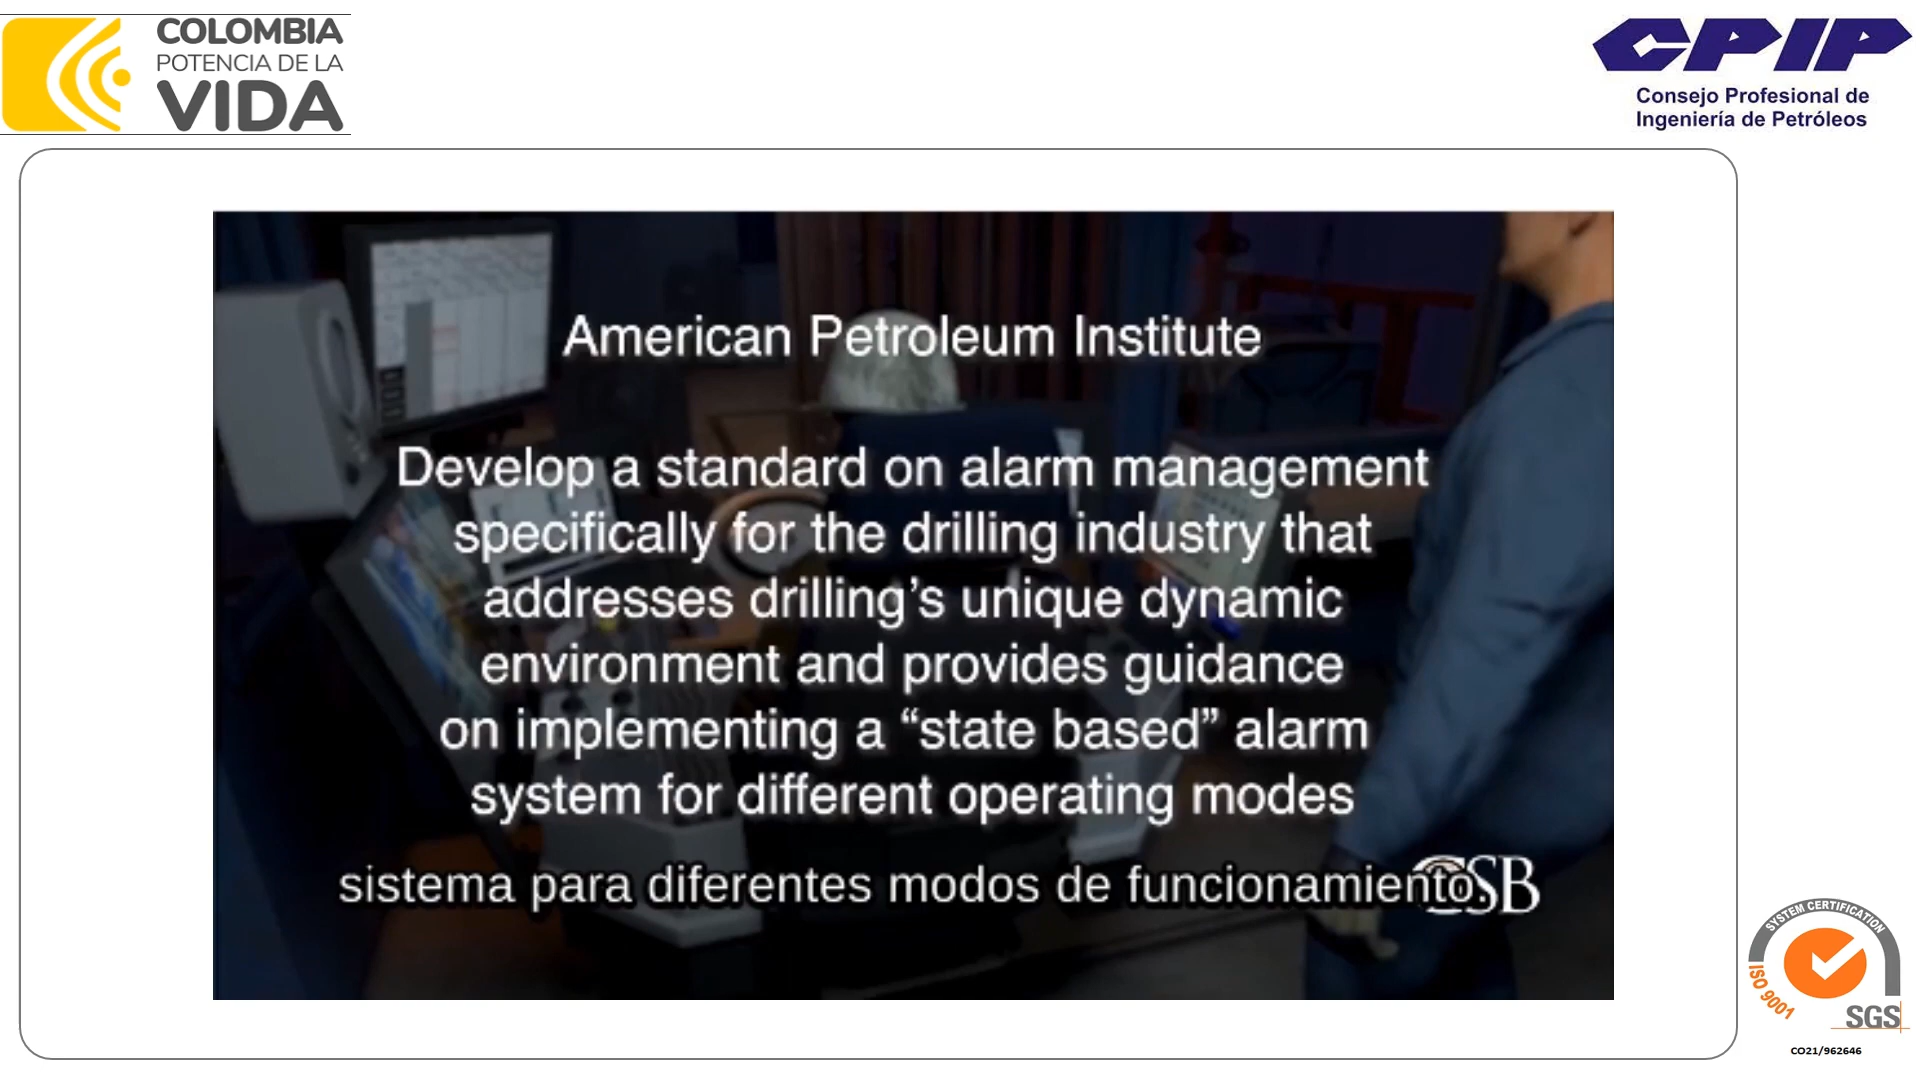 COLOMBIA
POTENCIA DE LA
VIDA
CPIP
Consejo Profesional de
Ingeniería de Petróleos
American Petroleum Institute
Develop a standard on alarm management
specifically for the drilling industry that
addresses drilling’s unique dynamic
environment and provides guidance
on implementing a “state based” alarm
system for different operating modes
sistema para diferentes modos de funcionamiento.
CSB
SYSTEM CERTIFICATION
ISO 9001
SGS
CO21/962646